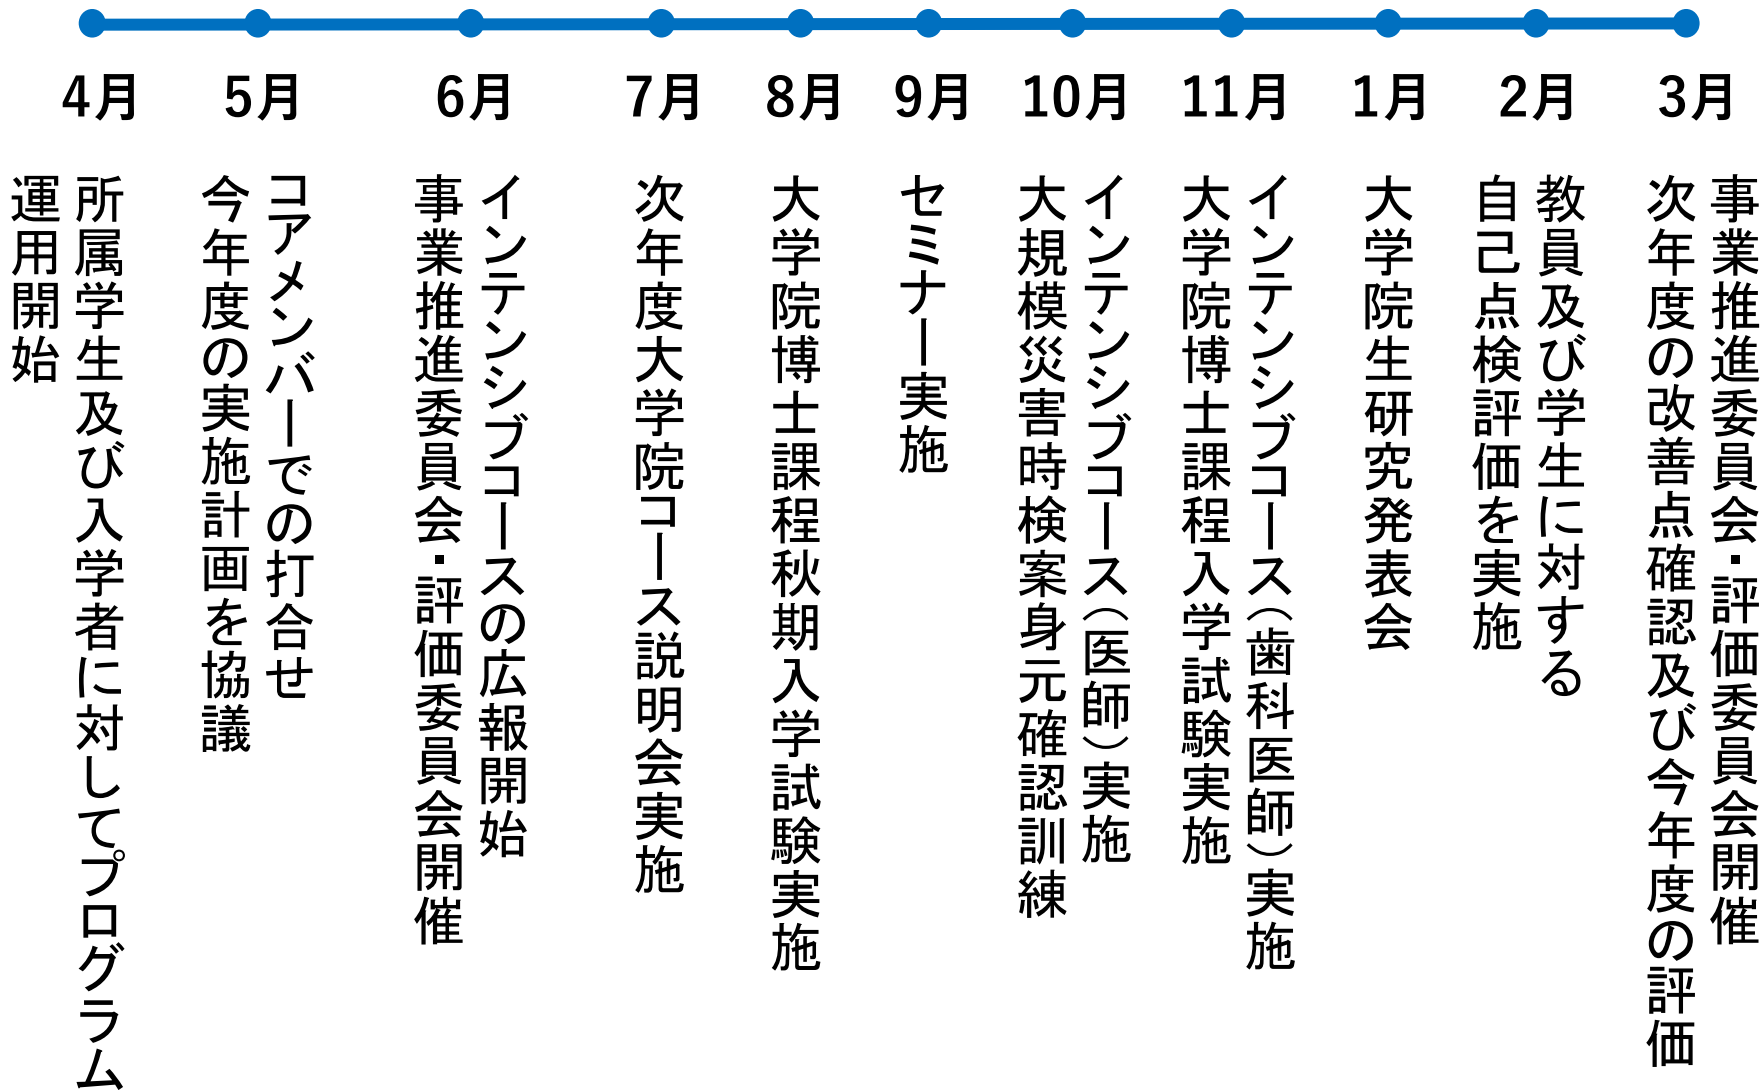 4月
5月
6月
7月
8月
9月
10月
11月
1月
2月
3月
所属学生及び入学者に対してプログラム
運用開始
コアメンバーでの打合せ
今年度の実施計画を協議
インテンシブコースの広報開始
事業推進委員会・評価委員会開催
次年度大学院コース説明会実施
大学院博士課程秋期入学試験実施
セミナー実施
インテンシブコース（医師）実施
大規模災害時検案身元確認訓練
インテンシブコース（歯科医師）実施
大学院博士課程入学試験実施
大学院生研究発表会
教員及び学生に対する
自己点検評価を実施
事業推進委員会・評価委員会開催
次年度の改善点確認及び今年度の評価